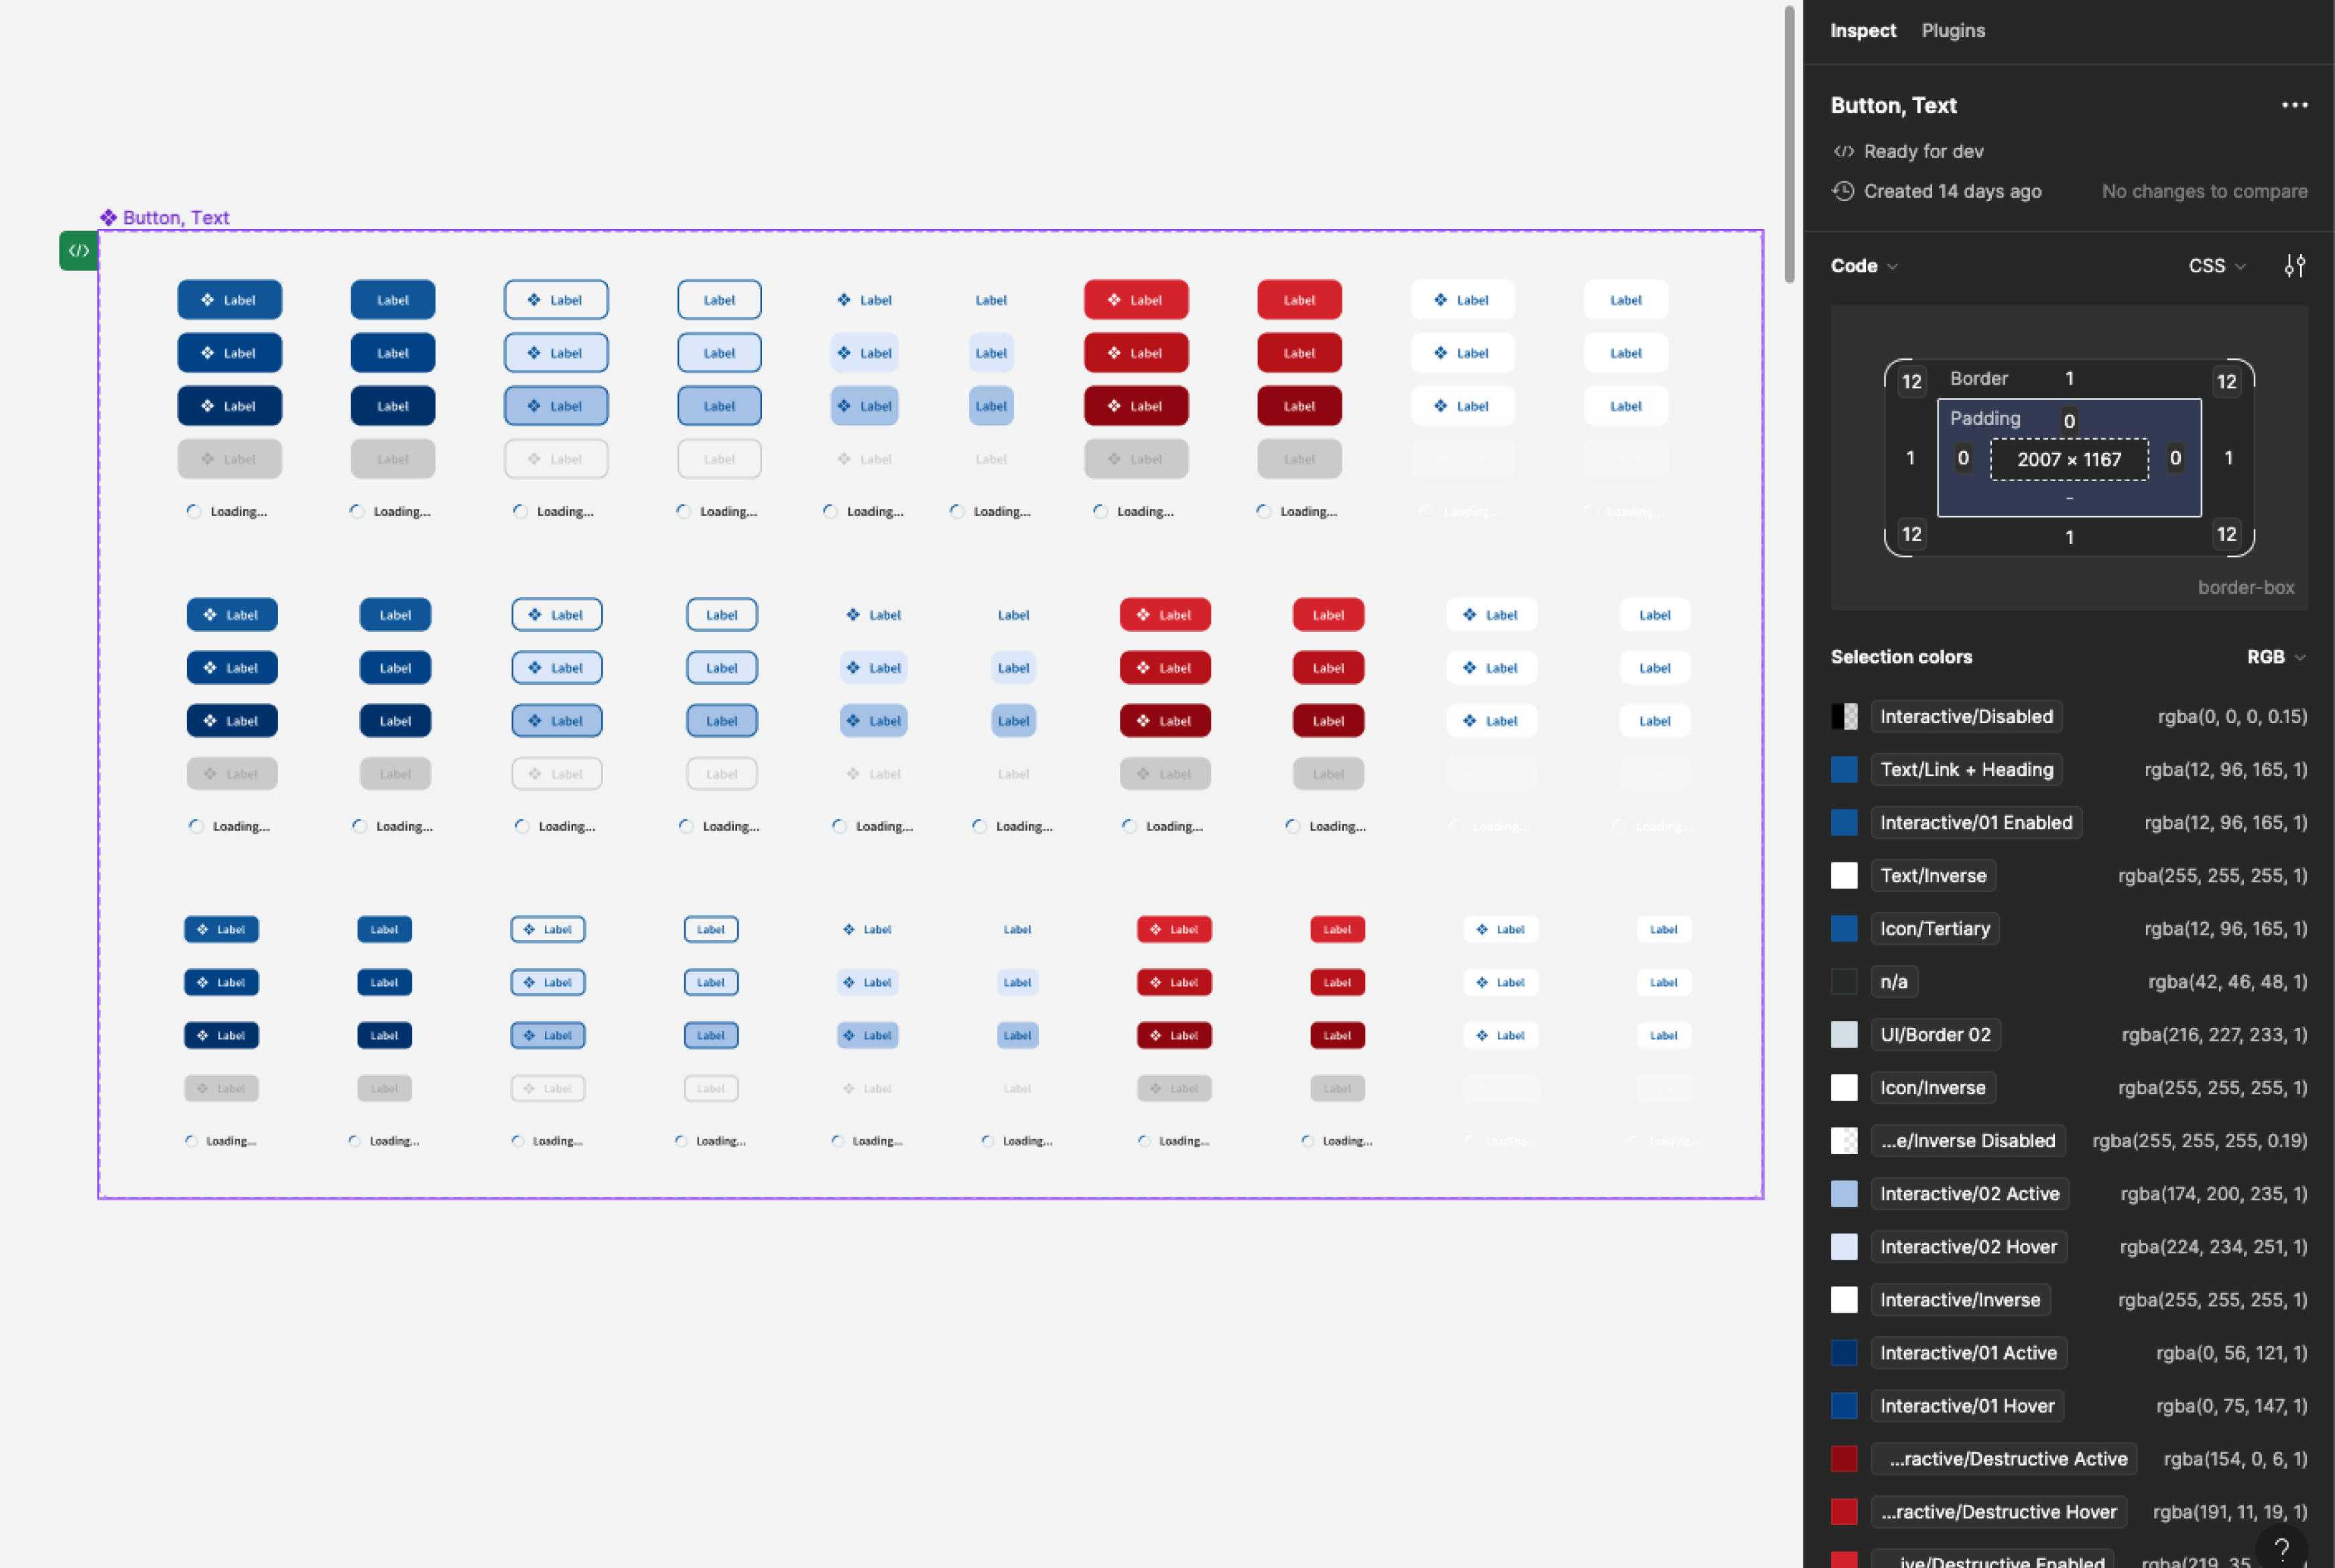 Button, Text
Label Label Label Label Label Label Label Label Label Label
Label Label Label Label Label Label Label Label Label Label
Label Label Label Label Label Label Label Label Label Label
Label Label Label Label Label Label Label Label
Loading... Loading... Loading... Loading... Loading... Loading... Loading... Loading... Loading... Loading...
Label Label Label Label Label Label Label Label Label Label
Label Label Label Label Label Label Label Label Label Label
Label Label Label Label Label Label Label Label Label Label
Label Label Label Label Label Label Label Label
Loading... Loading... Loading... Loading... Loading... Loading... Loading... Loading... Loading... Loading...
Label Label Label Label Label Label Label Label Label Label
Label Label Label Label Label Label Label Label Label Label
Label Label Label Label Label Label Label Label Label Label
Label Label Label Label Label Label Label Label
Loading... Loading... Loading... Loading... Loading... Loading... Loading... Loading... Loading... Loading...
Inspect Plugins
Button, Text
</> Ready for dev
Created 14 days ago No changes to compare
Code CSS
12 Border 1 12
Padding 0
1 0 2007 × 1167 0 1
-
12 1 12
border-box
Selection colors RGB
Interactive/Disabled rgba(0, 0, 0, 0.15)
Text/Link + Heading rgba(12, 96, 165, 1)
Interactive/01 Enabled rgba(12, 96, 165, 1)
Text/Inverse rgba(255, 255, 255, 1)
Icon/Tertiary rgba(12, 96, 165, 1)
n/a rgba(42, 46, 48, 1)
UI/Border 02 rgba(216, 227, 233, 1)
Icon/Inverse rgba(255, 255, 255, 1)
...e/Inverse Disabled rgba(255, 255, 255, 0.19)
Interactive/02 Active rgba(174, 200, 235, 1)
Interactive/02 Hover rgba(224, 234, 251, 1)
Interactive/Inverse rgba(255, 255, 255, 1)
Interactive/01 Active rgba(0, 56, 121, 1)
Interactive/01 Hover rgba(0, 75, 147, 1)
...ractive/Destructive Active rgba(154, 0, 6, 1)
...ractive/Destructive Hover rgba(191, 11, 19, 1)
...ive/Destructive Enabled rgba(219, 35,
?